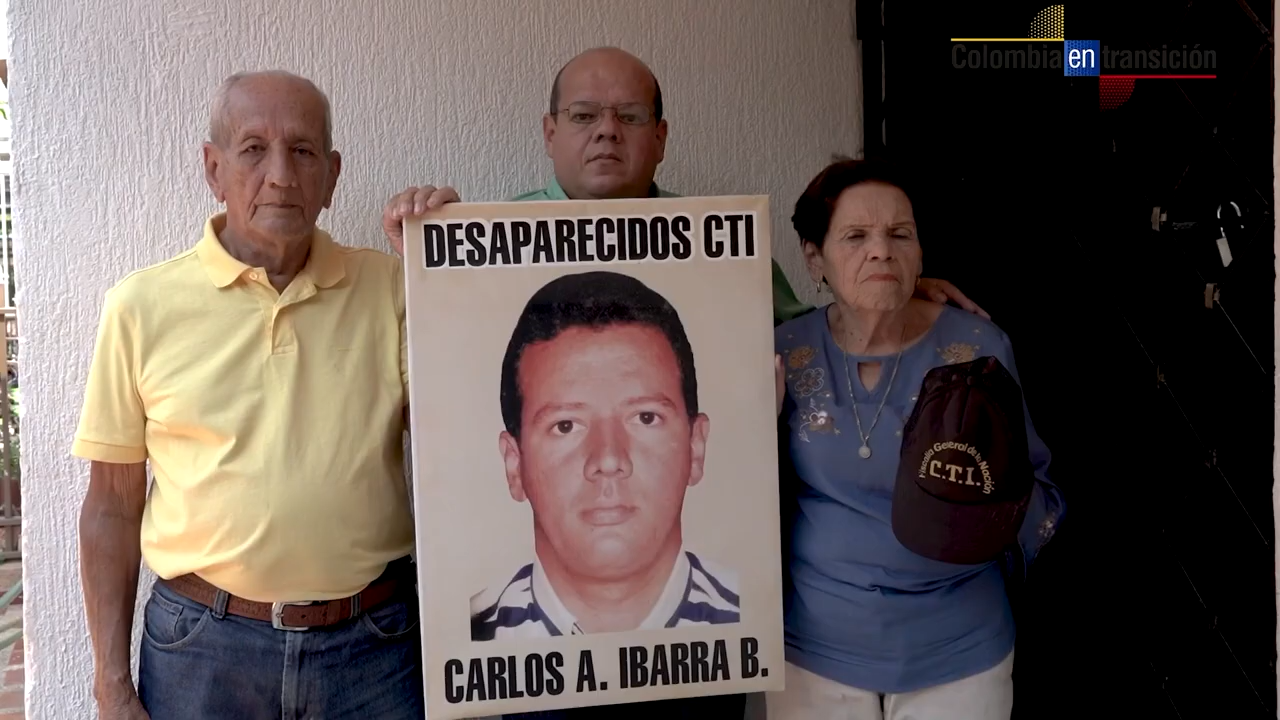 Colombia en transición
DESAPARECIDOS CTI
Fiscalía General de la Nación
C.T.I.
CARLOS A. IBARRA B.